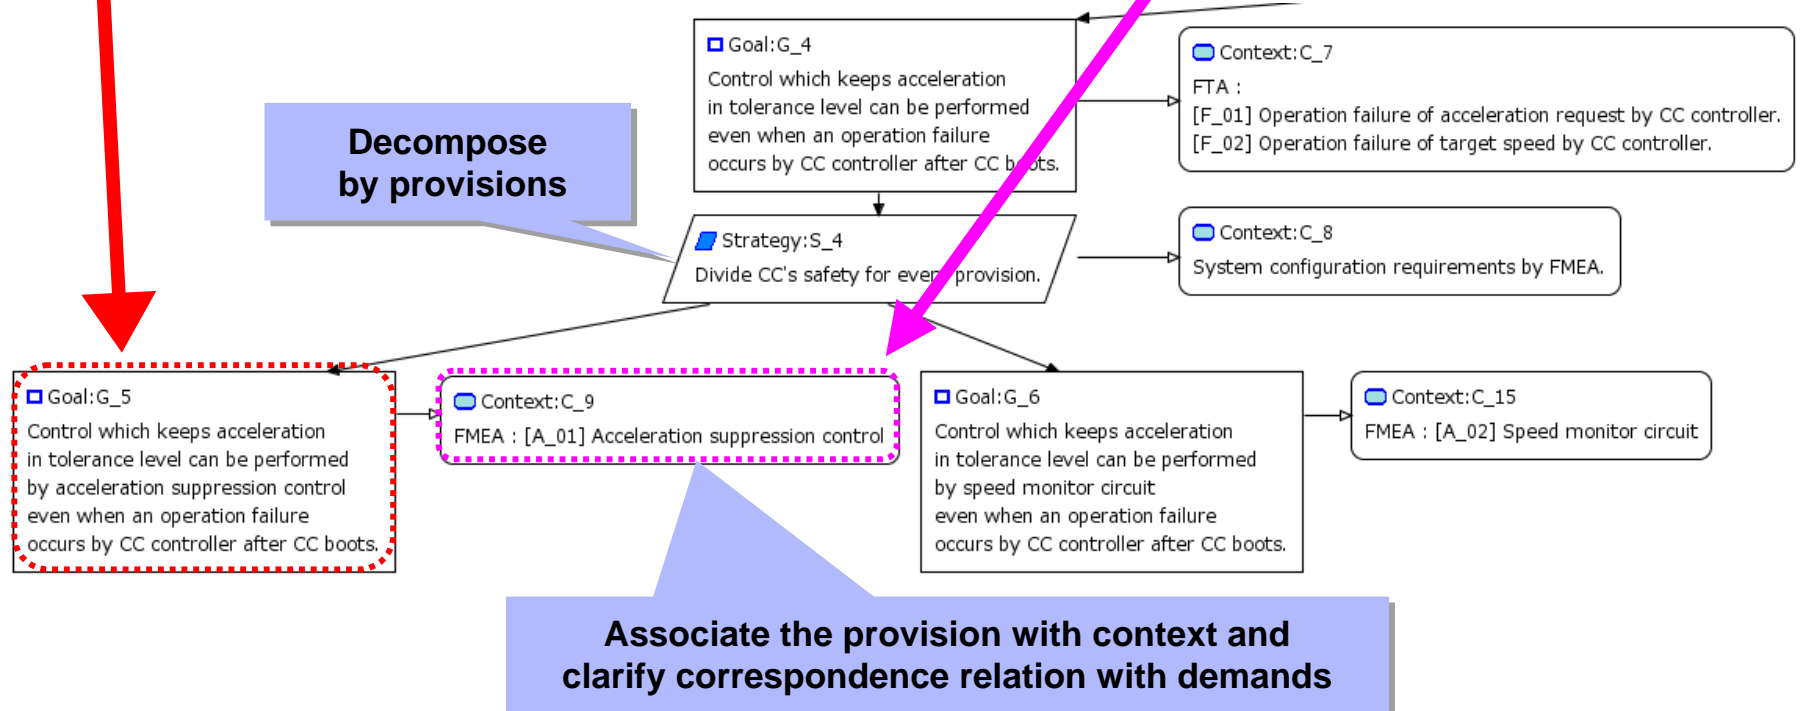 Goal:G_4
Control which keeps acceleration
in tolerance level can be performed
even when an operation failure
occurs by CC controller after CC boots.
Context:C_7
FTA :
[F_01] Operation failure of acceleration request by CC controller.
[F_02] Operation failure of target speed by CC controller.
Decompose
by provisions
Strategy:S_4
Divide CC's safety for every provision.
Context:C_8
System configuration requirements by FMEA.
Goal:G_5
Control which keeps acceleration
in tolerance level can be performed
by acceleration suppression control
even when an operation failure
occurs by CC controller after CC boots.
Context:C_9
FMEA : [A_01] Acceleration suppression control
Goal:G_6
Control which keeps acceleration
in tolerance level can be performed
by speed monitor circuit
even when an operation failure
occurs by CC controller after CC boots.
Context:C_15
FMEA : [A_02] Speed monitor circuit
Associate the provision with context and
clarify correspondence relation with demands